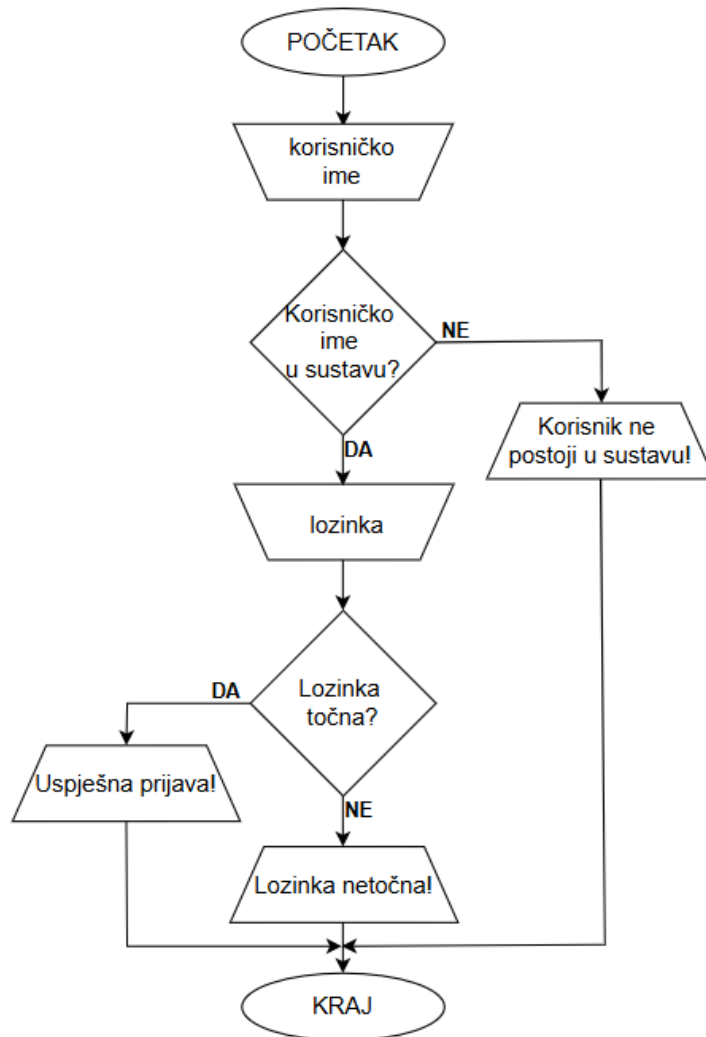 POČETAK
korisničko
ime
Korisničko
ime
u sustavu?
NE
DA
Korisnik ne
postoji u sustavu!
lozinka
Lozinka
točna?
DA
NE
Uspješna prijava!
Lozinka netočna!
KRAJ